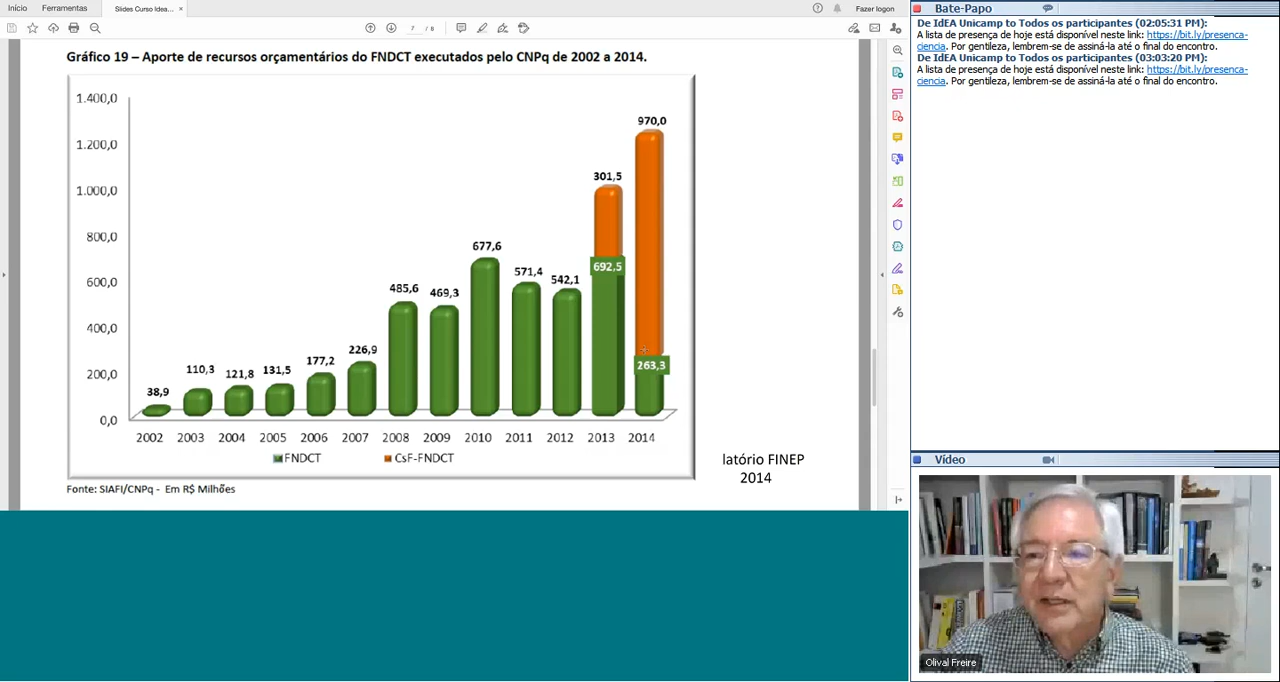 Início Ferramentas Slides Curso Idea... × Fazer logon
7 / 8
Gráfico 19 – Aporte de recursos orçamentários do FNDCT executados pelo CNPq de 2002 a 2014.
1.400,0
1.200,0
1.000,0
800,0
600,0
400,0
200,0
0,0
38,9
110,3
121,8
131,5
177,2
226,9
485,6
469,3
677,6
571,4
542,1
301,5
692,5
970,0
263,3
2002 2003 2004 2005 2006 2007 2008 2009 2010 2011 2012 2013 2014
FNDCT CsF-FNDCT
Fonte: SIAFI/CNPq - Em R$ Milhões
latório FINEP
2014
Bate-Papo
De IdEA Unicamp to Todos os participantes (02:05:31 PM):
A lista de presença de hoje está disponível neste link: https://bit.ly/presenca-
ciencia. Por gentileza, lembrem-se de assiná-la até o final do encontro.
De IdEA Unicamp to Todos os participantes (03:03:20 PM):
A lista de presença de hoje está disponível neste link: https://bit.ly/presenca-
ciencia. Por gentileza, lembrem-se de assiná-la até o final do encontro.
Vídeo
Olival Freire